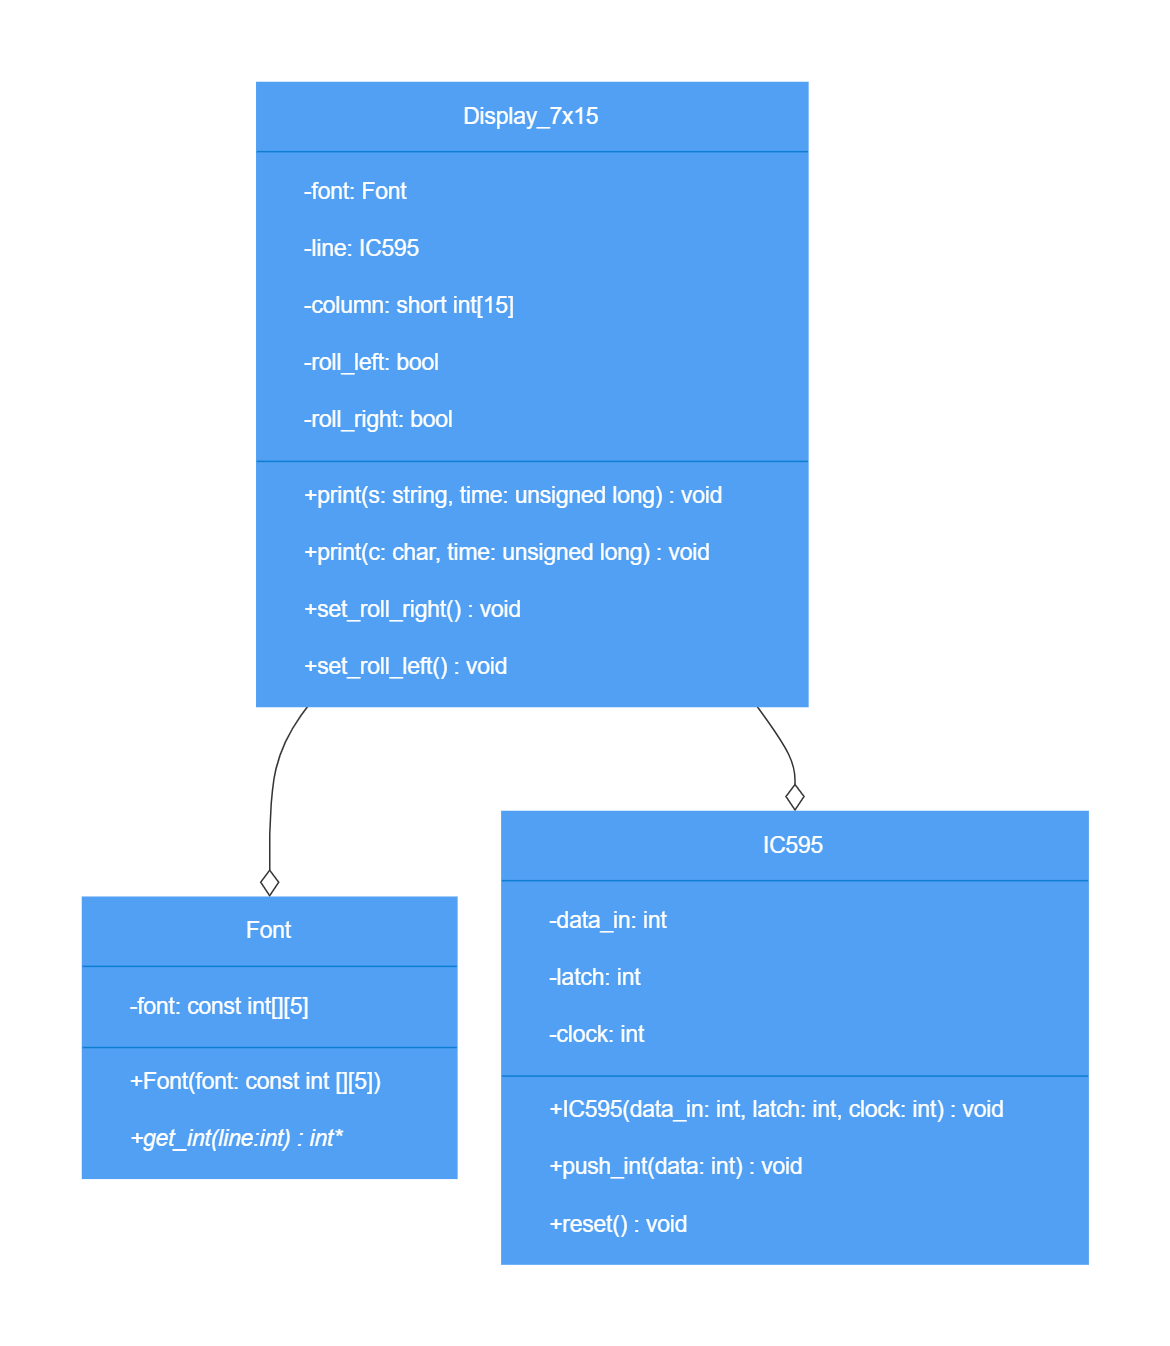 Display_7x15
-font: Font
-line: IC595
-column: short int[15]
-roll_left: bool
-roll_right: bool
+print(s: string, time: unsigned long) : void
+print(c: char, time: unsigned long) : void
+set_roll_right() : void
+set_roll_left() : void
Font
-font: const int[][5]
+Font(font: const int [][5])
+get_int(line:int) : int*
IC595
-data_in: int
-latch: int
-clock: int
+IC595(data_in: int, latch: int, clock: int) : void
+push_int(data: int) : void
+reset() : void